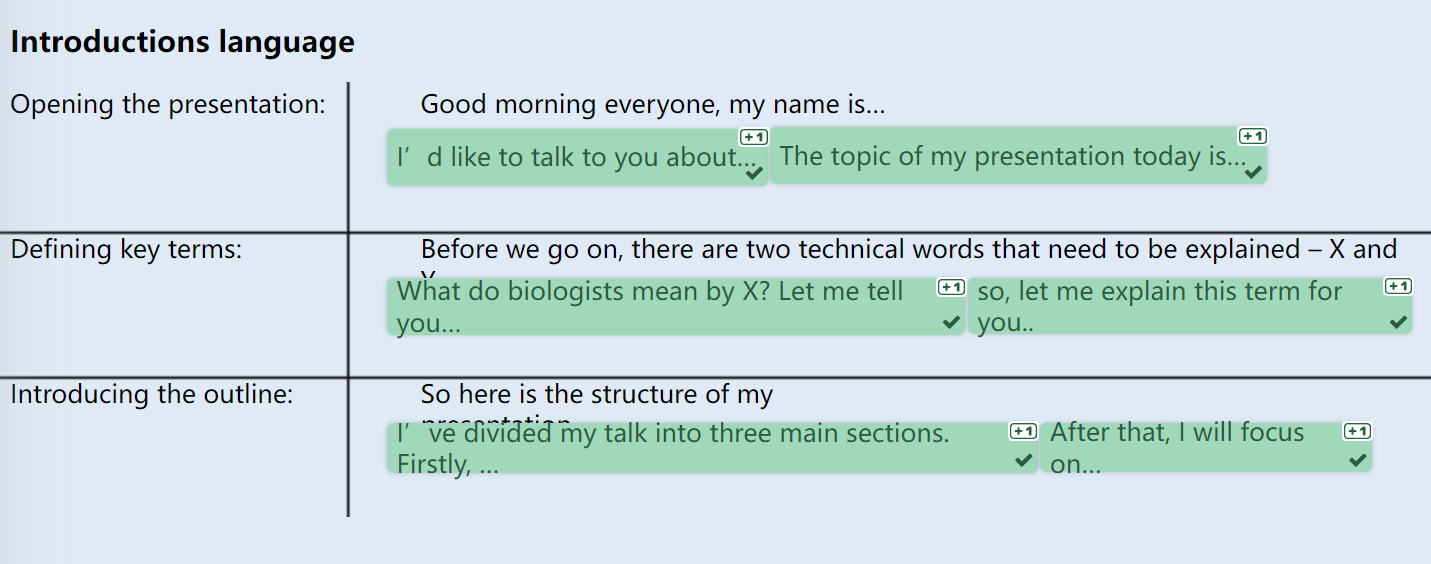 Introductions language
Opening the presentation:
Good morning everyone, my name is...
+1
+1
I’d like to talk to you about...
The topic of my presentation today is...
Defining key terms:
Before we go on, there are two technical words that need to be explained – X and
What do biologists mean by X? Let me tell
you...
+1
so, let me explain this term for
you..
+1
Introducing the outline:
So here is the structure of my
presentation
I’ve divided my talk into three main sections.
Firstly, ...
+1
After that, I will focus
on...
+1